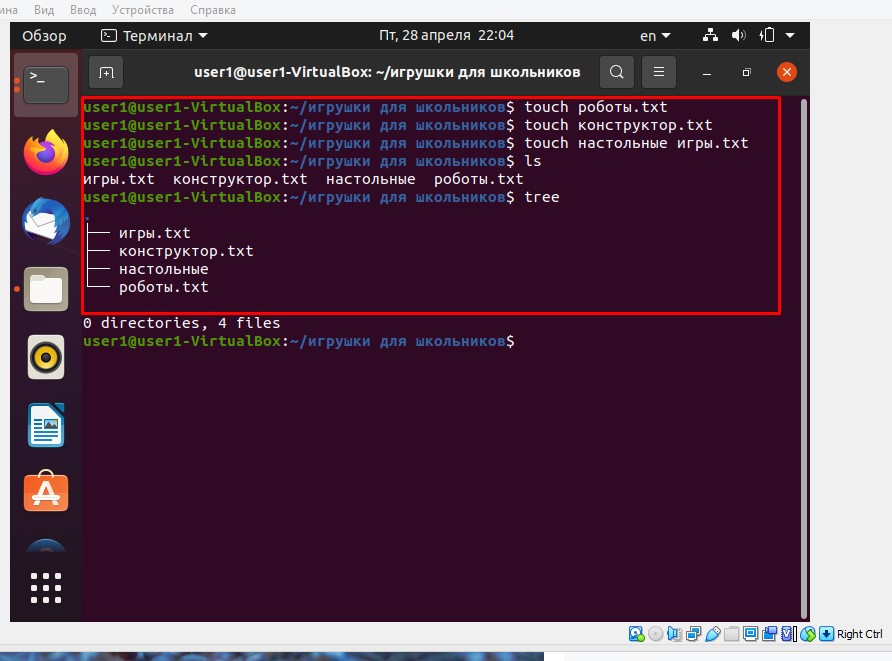 ина Вид Ввод Устройства Справка
Обзор Терминал Пт, 28 апреля 22:04 en
user1@user1-VirtualBox: ~/игрушки для школьников
user1@user1-VirtualBox:~/игрушки для школьников$ touch роботы.txt
user1@user1-VirtualBox:~/игрушки для школьников$ touch конструктор.txt
user1@user1-VirtualBox:~/игрушки для школьников$ touch настольные игры.txt
user1@user1-VirtualBox:~/игрушки для школьников$ ls
игры.txt конструктор.txt настольные роботы.txt
user1@user1-VirtualBox:~/игрушки для школьников$ tree
.
├── игры.txt
├── конструктор.txt
├── настольные
└── роботы.txt
0 directories, 4 files
user1@user1-VirtualBox:~/игрушки для школьников$
Right Ctrl